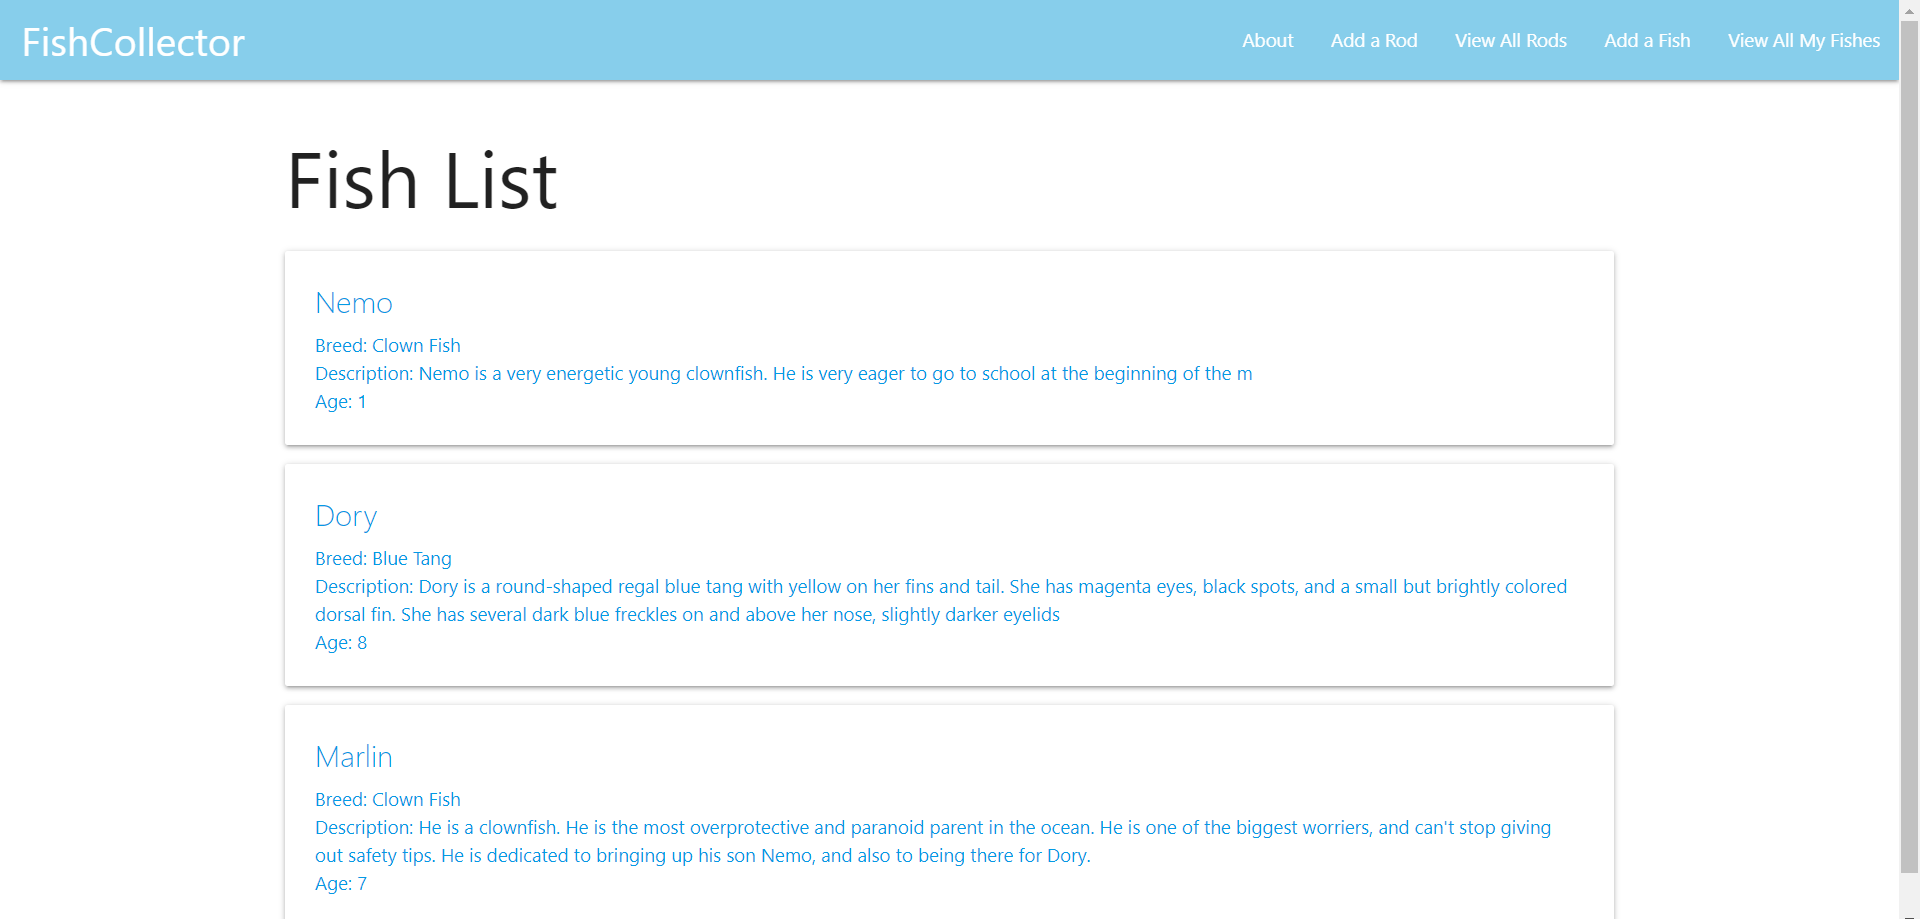 FishCollector
About Add a Rod View All Rods Add a Fish View All My Fishes
Fish List
Nemo
Breed: Clown Fish
Description: Nemo is a very energetic young clownfish. He is very eager to go to school at the beginning of the m
Age: 1
Dory
Breed: Blue Tang
Description: Dory is a round-shaped regal blue tang with yellow on her fins and tail. She has magenta eyes, black spots, and a small but brightly colored
dorsal fin. She has several dark blue freckles on and above her nose, slightly darker eyelids
Age: 8
Marlin
Breed: Clown Fish
Description: He is a clownfish. He is the most overprotective and paranoid parent in the ocean. He is one of the biggest worriers, and can't stop giving
out safety tips. He is dedicated to bringing up his son Nemo, and also to being there for Dory.
Age: 7